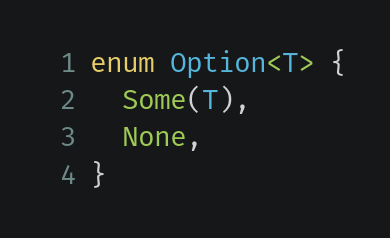 1 enum Option<T> {
2   Some(T),
3   None,
4 }